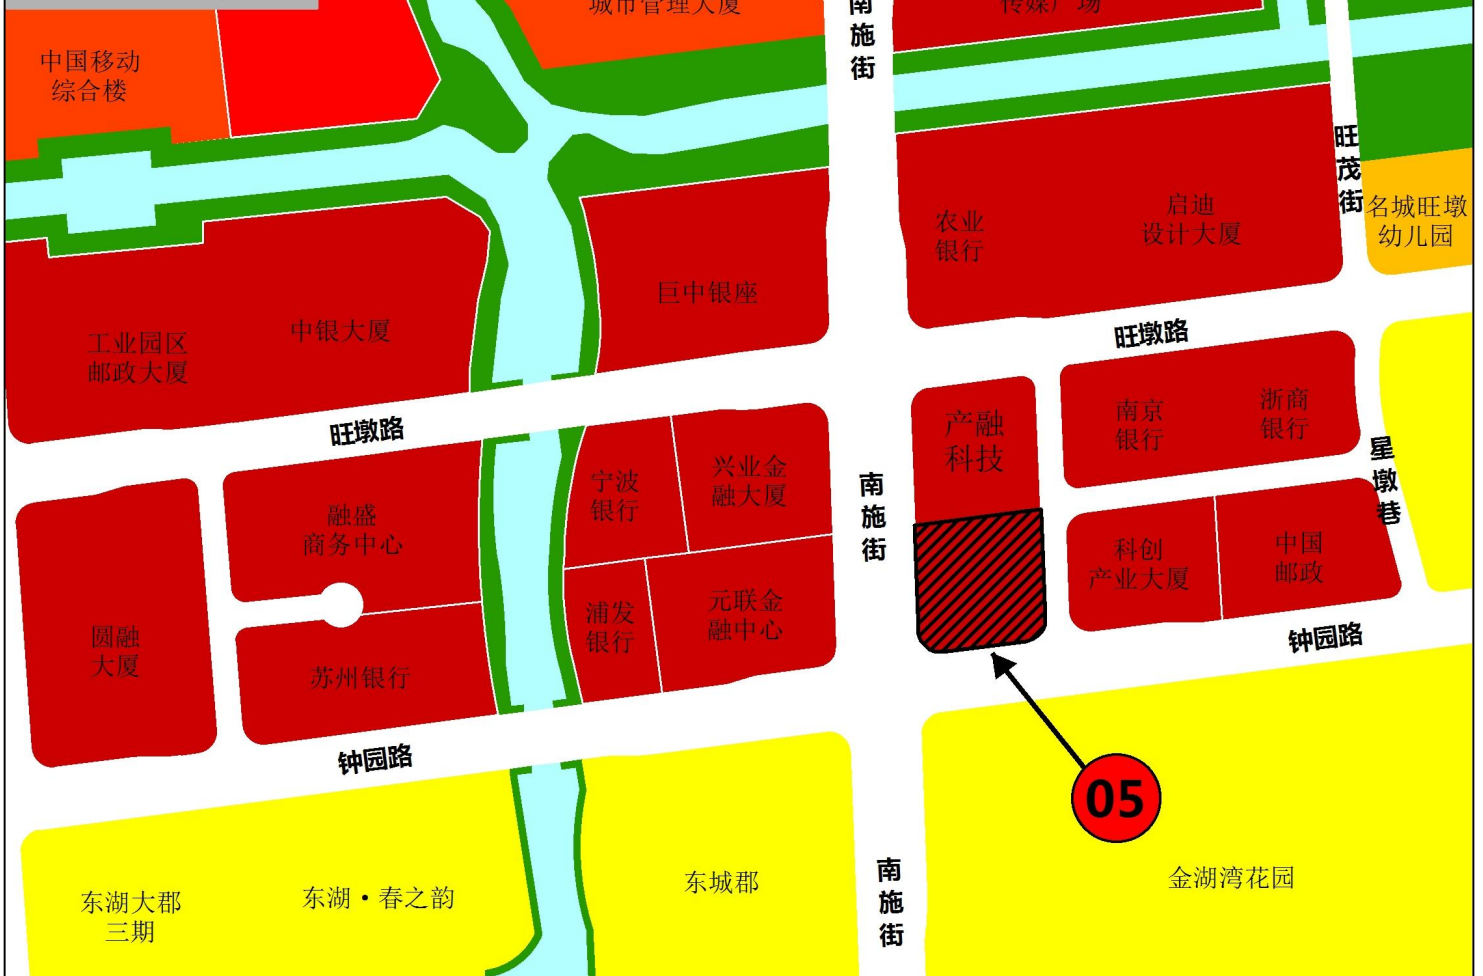 城市管理大厦
南
施
街
传媒广场
中国移动
综合楼
旺
茂
街
名城旺墩
幼儿园
农业
银行
启迪
设计大厦
巨中银座
中银大厦
工业园区
邮政大厦
旺墩路
旺墩路
产融
科技
南京
银行
浙商
银行
星
墩
巷
宁波
银行
兴业金
融大厦
南
施
街
融盛
商务中心
科创
产业大厦
中国
邮政
浦发
银行
元联金
融中心
圆融
大厦
苏州银行
钟园路
钟园路
05
东湖大郡
三期
东湖·春之韵
东城郡
南
施
街
金湖湾花园